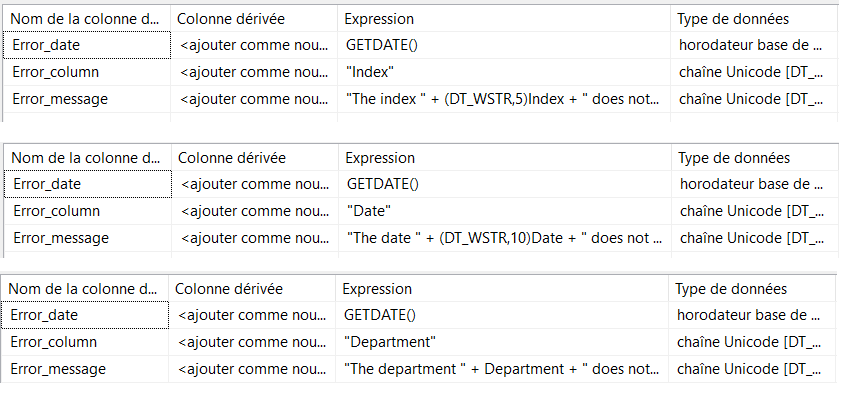 Nom de la colonne d... Colonne dérivée Expression Type de données
Error_date <ajouter comme nou... GETDATE() horodateur base de ...
Error_column <ajouter comme nou... "Index" chaîne Unicode [DT_...
Error_message <ajouter comme nou... "The index " + (DT_WSTR,5)Index + " does not... chaîne Unicode [DT_...
Nom de la colonne d... Colonne dérivée Expression Type de données
Error_date <ajouter comme nou... GETDATE() horodateur base de ...
Error_column <ajouter comme nou... "Date" chaîne Unicode [DT_...
Error_message <ajouter comme nou... "The date " + (DT_WSTR,10)Date + " does not ... chaîne Unicode [DT_...
Nom de la colonne d... Colonne dérivée Expression Type de données
Error_date <ajouter comme nou... GETDATE() horodateur base de ...
Error_column <ajouter comme nou... "Department" chaîne Unicode [DT_...
Error_message <ajouter comme nou... "The department " + Department + " does not... chaîne Unicode [DT_...